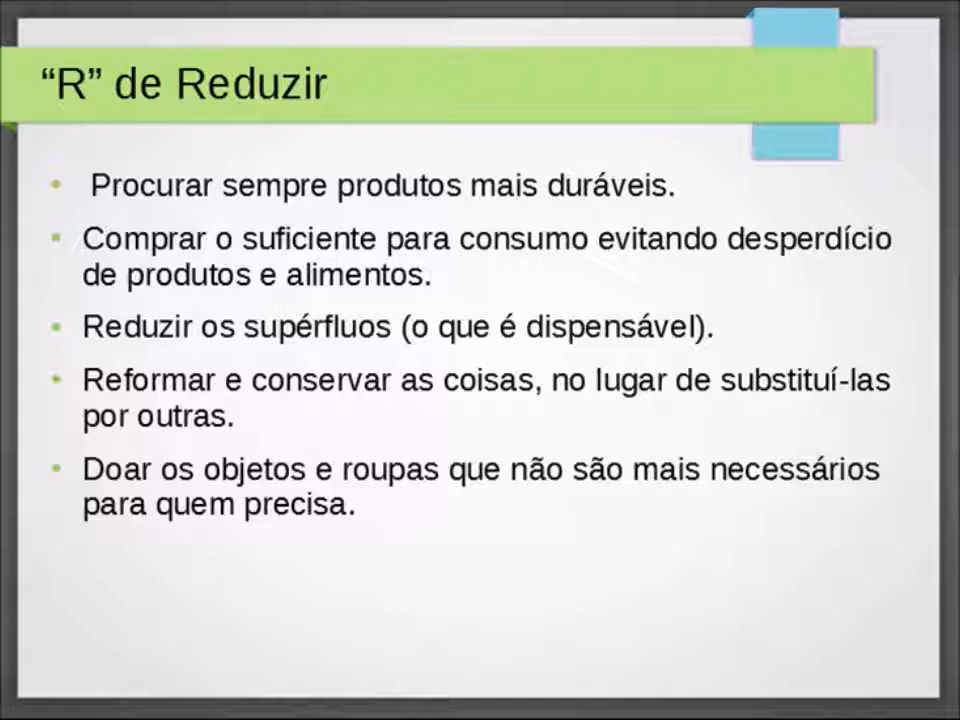 “R” de Reduzir
• Procurar sempre produtos mais duráveis.
• Comprar o suficiente para consumo evitando desperdício
de produtos e alimentos.
• Reduzir os supérfluos (o que é dispensável).
• Reformar e conservar as coisas, no lugar de substituí-las
por outras.
• Doar os objetos e roupas que não são mais necessários
para quem precisa.